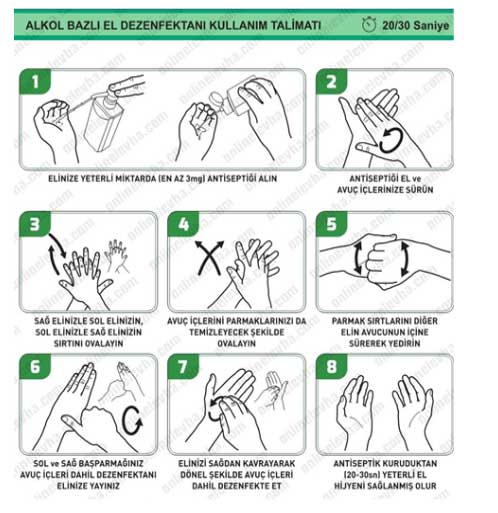 ALKOL BAZLI EL DEZENFEKTANI KULLANIM TALİMATI
20/30 Saniye
1
ELİNİZE YETERLİ MİKTARDA (EN AZ 3mg) ANTİSEPTİĞİ ALIN
2
ANTİSEPTİĞİ EL ve
AVUÇ İÇLERİNİZE SÜRÜN
3
SAĞ ELİNİZLE SOL ELİNİZİN,
SOL ELİNİZLE SAĞ ELİNİZİN
SIRTINI OVALAYIN
4
AVUÇ İÇLERİNİ PARMAKLARINIZI DA
TEMİZLEYECEK ŞEKİLDE
OVALAYIN
5
PARMAK SIRTLARINI DİĞER
ELİN AVUCUNUN İÇİNE
SÜREREK YEDİRİN
6
SOL ve SAĞ BAŞPARMAĞINIZ
AVUÇ İÇLERİ DAHİL DEZENFEKTANI
ELİNİZE YAYINIZ
7
ELİNİZİ SAĞDAN KAVRAYARAK
DÖNEL ŞEKİLDE AVUÇ İÇLERİ
DAHİL DEZENFEKTE ET
8
ANTİSEPTİK KURUDUKTAN
(20-30sn) YETERLİ EL
HİJYENİ SAĞLANMIŞ OLUR
onlinelevha.com